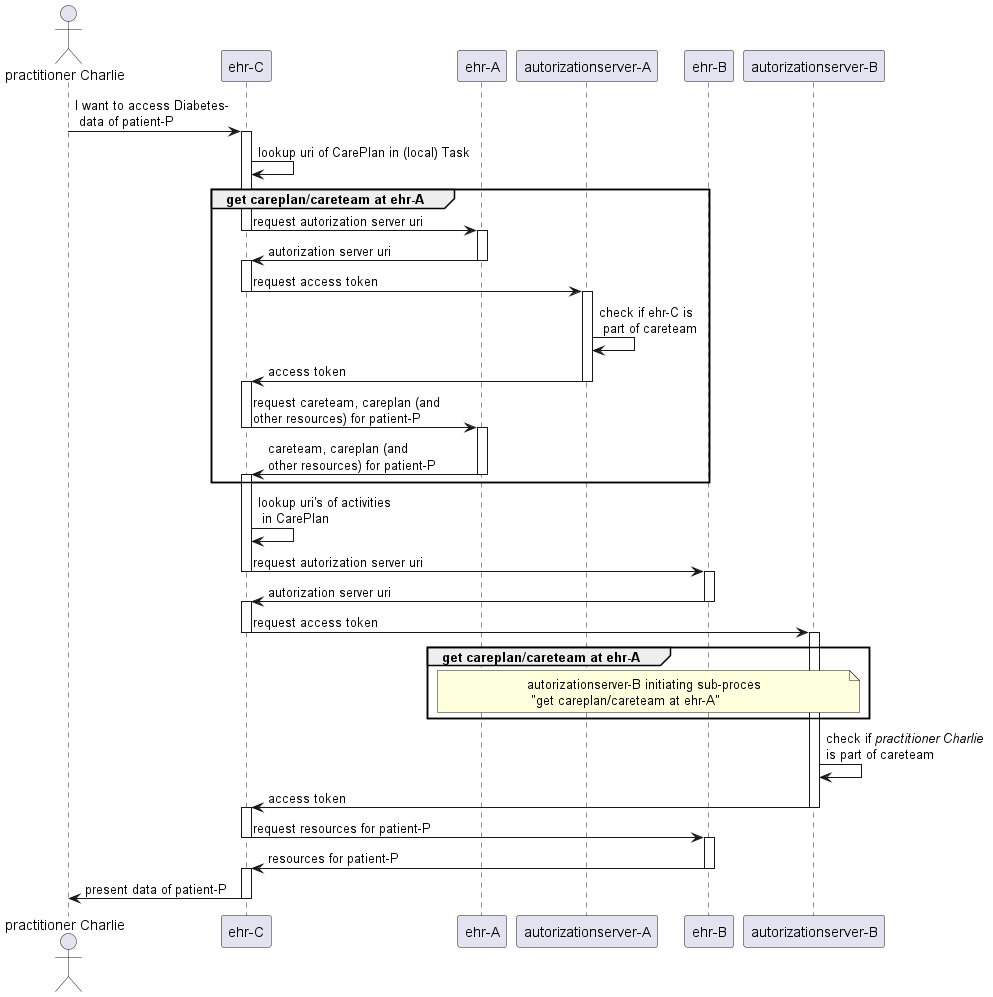 practitioner Charlie
ehr-C
ehr-A
autorizationserver-A
ehr-B
autorizationserver-B
I want to access Diabetes-
data of patient-P
lookup uri of CarePlan in (local) Task
get careplan/careteam at ehr-A
request autorization server uri
autorization server uri
request access token
check if ehr-C is
part of careteam
access token
request careteam, careplan (and
other resources) for patient-P
careteam, careplan (and
other resources) for patient-P
lookup uri's of activities
in CarePlan
request autorization server uri
autorization server uri
request access token
get careplan/careteam at ehr-A
autorizationserver-B initiating sub-proces
"get careplan/careteam at ehr-A"
check if practitioner Charlie
is part of careteam
access token
request resources for patient-P
resources for patient-P
present data of patient-P
practitioner Charlie
ehr-C
ehr-A
autorizationserver-A
ehr-B
autorizationserver-B